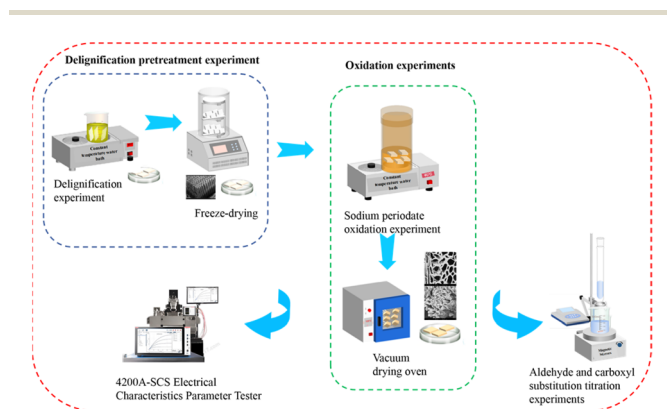 Delignification pretreatment experiment
Oxidation experiments
Constant
temperature water
bath
Delignification
experiment
Freeze-drying
Constant
temperature water
bath
Sodium periodate
oxidation experiment
Vacuum
drying oven
4200A-SCS Electrical
Characteristics Parameter Tester
Aldehyde and carboxyl
substitution titration
experiments